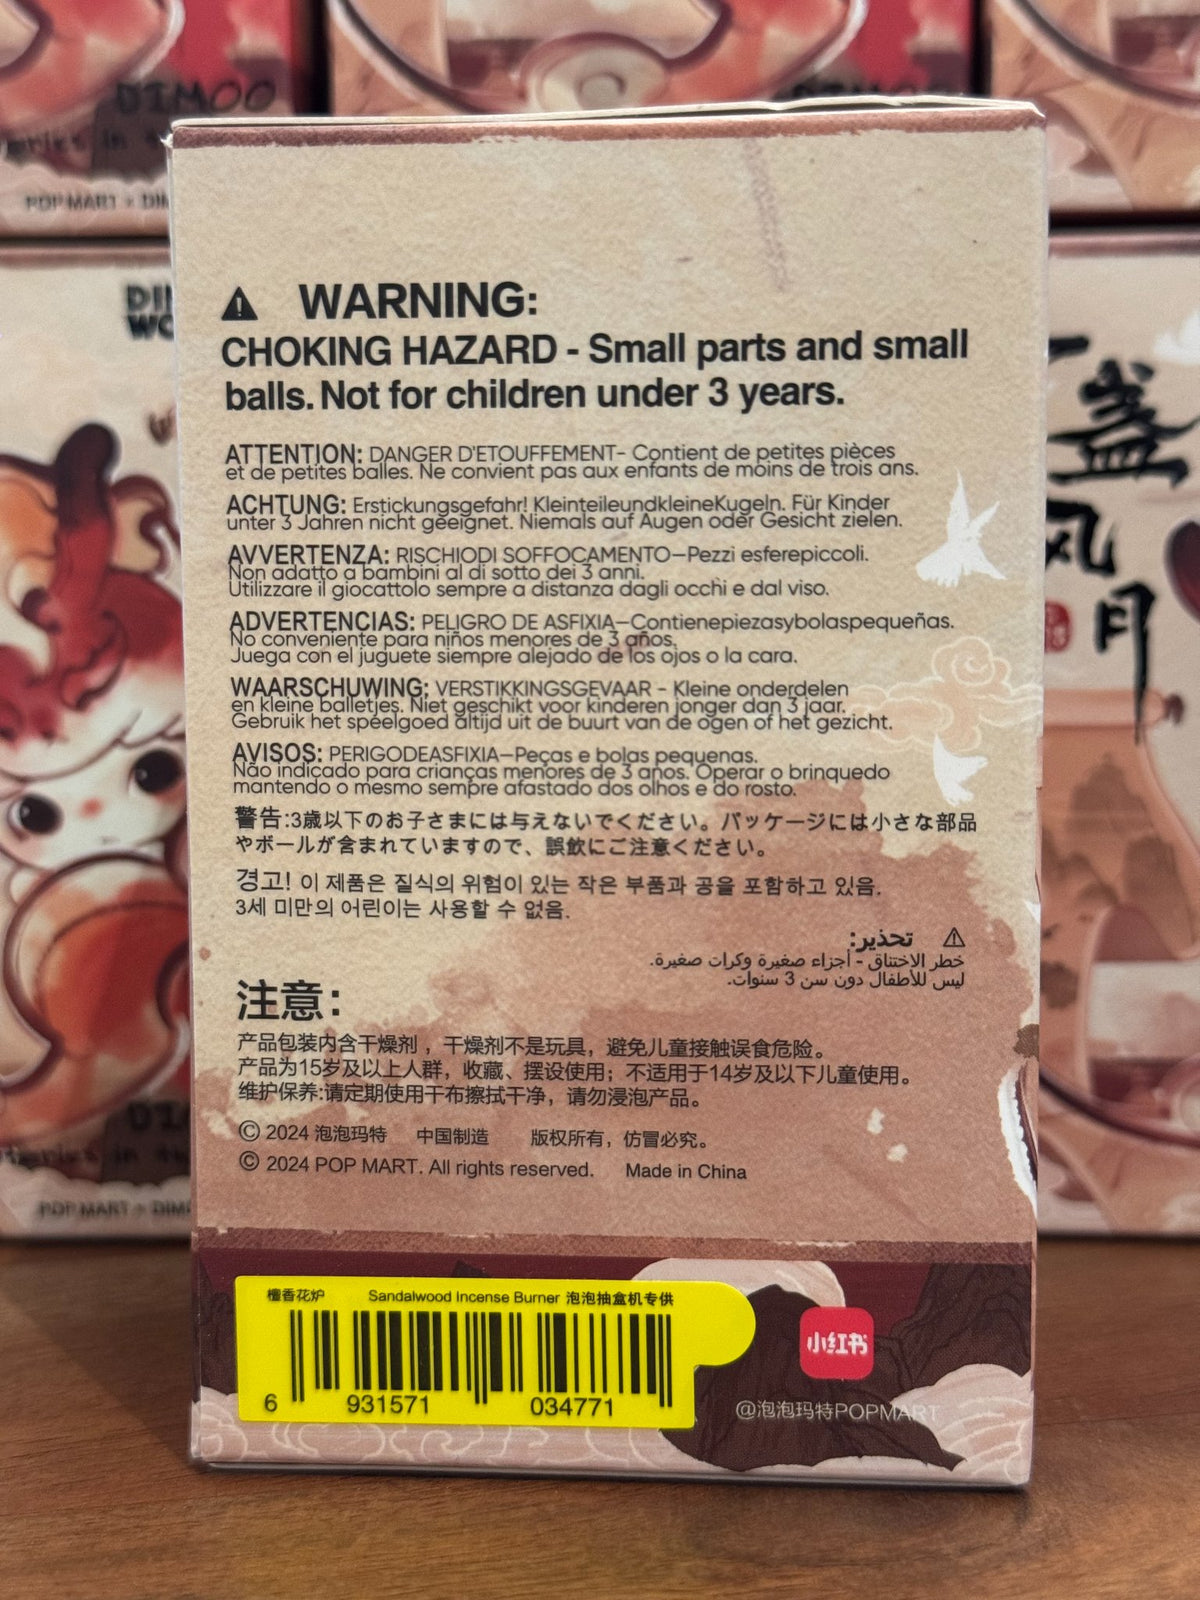 DIMOO
POP MART × DIM
DIM
WO
盏
风
月
⚠ WARNING:
CHOKING HAZARD - Small parts and small
balls. Not for children under 3 years.
ATTENTION: DANGER D'ETOUFFEMENT- Contient de petites pièces
et de petites balles. Ne convient pas aux enfants de moins de trois ans.
ACHTUNG: Erstickungsgefahr! KleinteileundkleineKugeln. Für Kinder
unter 3 Jahren nicht geeignet. Niemals auf Augen oder Gesicht zielen.
AVVERTENZA: RISCHIODI SOFFOCAMENTO—Pezzi esferepiccoli.
Non adatto a bambini al di sotto dei 3 anni.
Utilizzare il giocattolo sempre a distanza dagli occhi e dal viso.
ADVERTENCIAS: PELIGRO DE ASFIXIA—Contienepiezasybolaspequeñas.
No conveniente para niños menores de 3 años.
Juega con el juguete siempre alejado de los ojos o la cara.
WAARSCHUWING: VERSTIKKINGSGEVAAR - Kleine onderdelen
en kleine balletjes. Niet geschikt voor kinderen jonger dan 3 jaar.
Gebruik het speelgoed altijd uit de buurt van de ogen of het gezicht.
AVISOS: PERIGODEASFIXIA—Peças e bolas pequenas.
Não indicado para crianças menores de 3 anos. Operar o brinquedo
mantendo o mesmo sempre afastado dos olhos e do rosto.
警告:3歳以下のお子さまには与えないでください。パッケージには小さな部品
やボールが含まれていますので、誤飲にご注意ください。
경고! 이 제품은 질식의 위험이 있는 작은 부품과 공을 포함하고 있음.
3세 미만의 어린이는 사용할 수 없음.
⚠ تحذير:
خطر الاختناق - أجزاء صغيرة وكرات صغيرة.
ليس للأطفال دون سن 3 سنوات.
注意：
产品包装内含干燥剂，干燥剂不是玩具，避免儿童接触误食危险。
产品为15岁及以上人群，收藏、摆设使用；不适用于14岁及以下儿童使用。
维护保养:请定期使用干布擦拭干净，请勿浸泡产品。
© 2024 泡泡玛特 中国制造 版权所有，仿冒必究。
© 2024 POP MART. All rights reserved. Made in China
檀香花炉 Sandalwood Incense Burner 泡泡抽盒机专供
6 931571 034771
小红书
@泡泡玛特POPMART
POP MART × DIMO